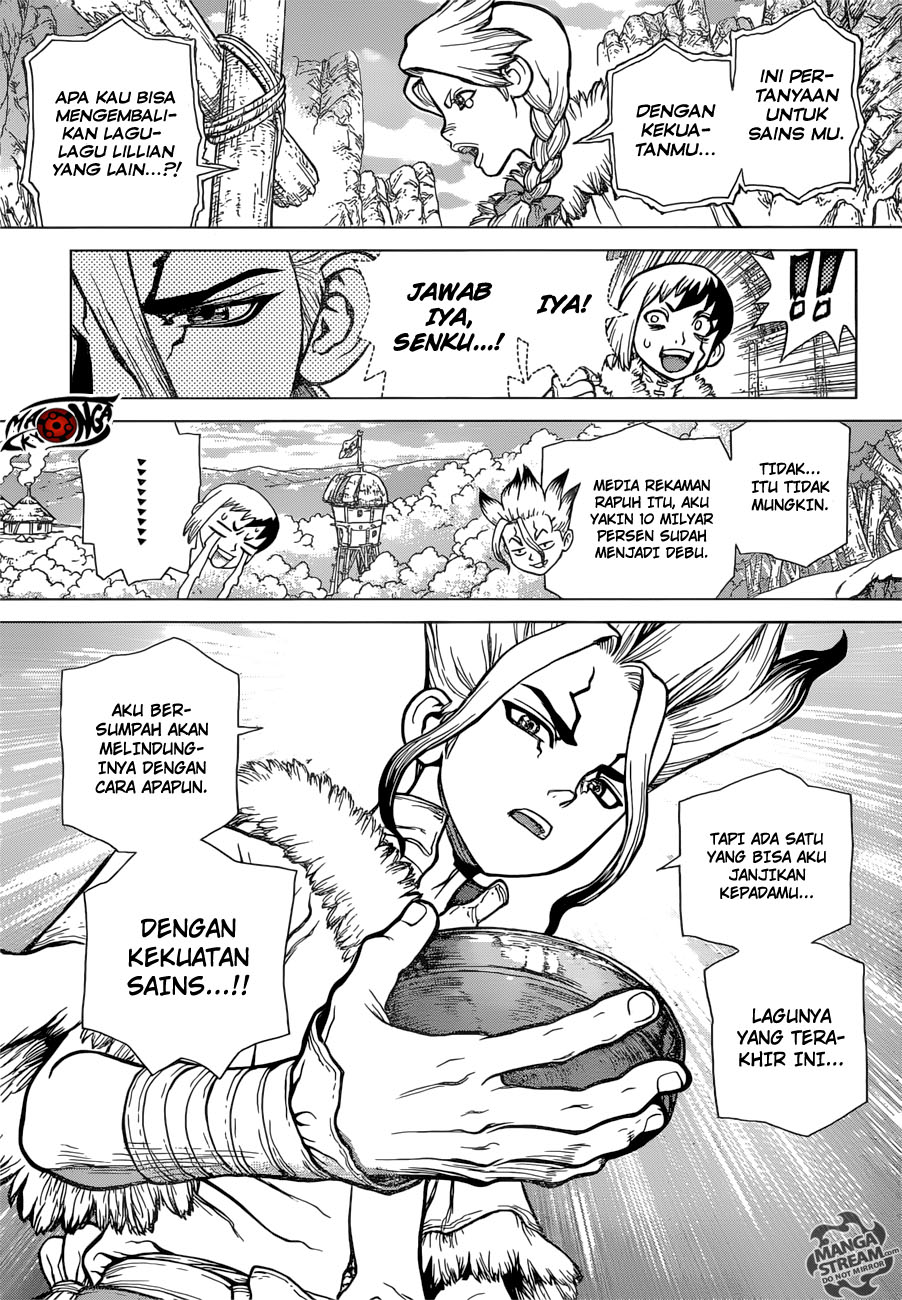 INI PER-
TANYAAN
UNTUK
SAINS MU.
DENGAN
KEKUA-
TANMU...
APA KAU BISA
MENGEMBALI-
KAN LAGU-
LAGU LILLIAN
YANG LAIN...?!
!!
IYA!
JAWAB
IYA,
SENKU...!
TIDAK...
ITU TIDAK
MUNGKIN.
MEDIA REKAMAN
RAPUH ITU, AKU
YAKIN 10 MILYAR
PERSEN SUDAH
MENJADI DEBU.
MANGA
KYO
TAPI ADA SATU
YANG BISA AKU
JANJIKAN
KEPADAMU...
LAGUNYA
YANG TERA-
KHIR INI...
AKU BER-
SUMPAH AKAN
MELINDUNG-
INYA DENGAN
CARA APAPUN.
DENGAN
KEKUATAN
SAINS...!!
MANGA
STREAM.com
DO NOT MIRROR!